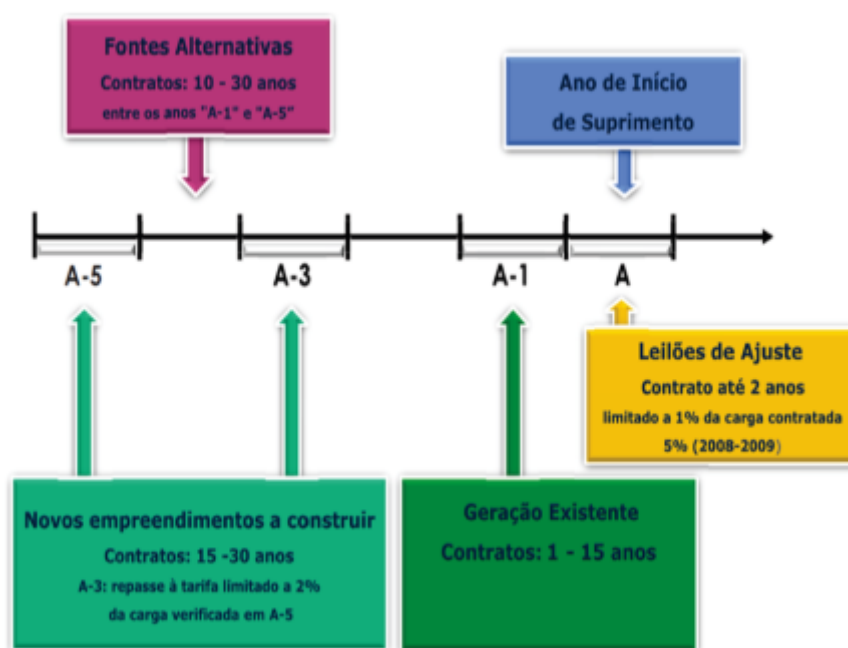 Fontes Alternativas
Contratos: 10 - 30 anos
entre os anos "A-1" e "A-5"
Ano de Início
de Suprimento
A-5
A-3
A-1
A
Leilões de Ajuste
Contrato até 2 anos
limitado a 1% da carga contratada
5% (2008-2009)
Novos empreendimentos a construir
Contratos: 15 -30 anos
A-3: repasse à tarifa limitado a 2%
da carga verificada em A-5
Geração Existente
Contratos: 1 - 15 anos